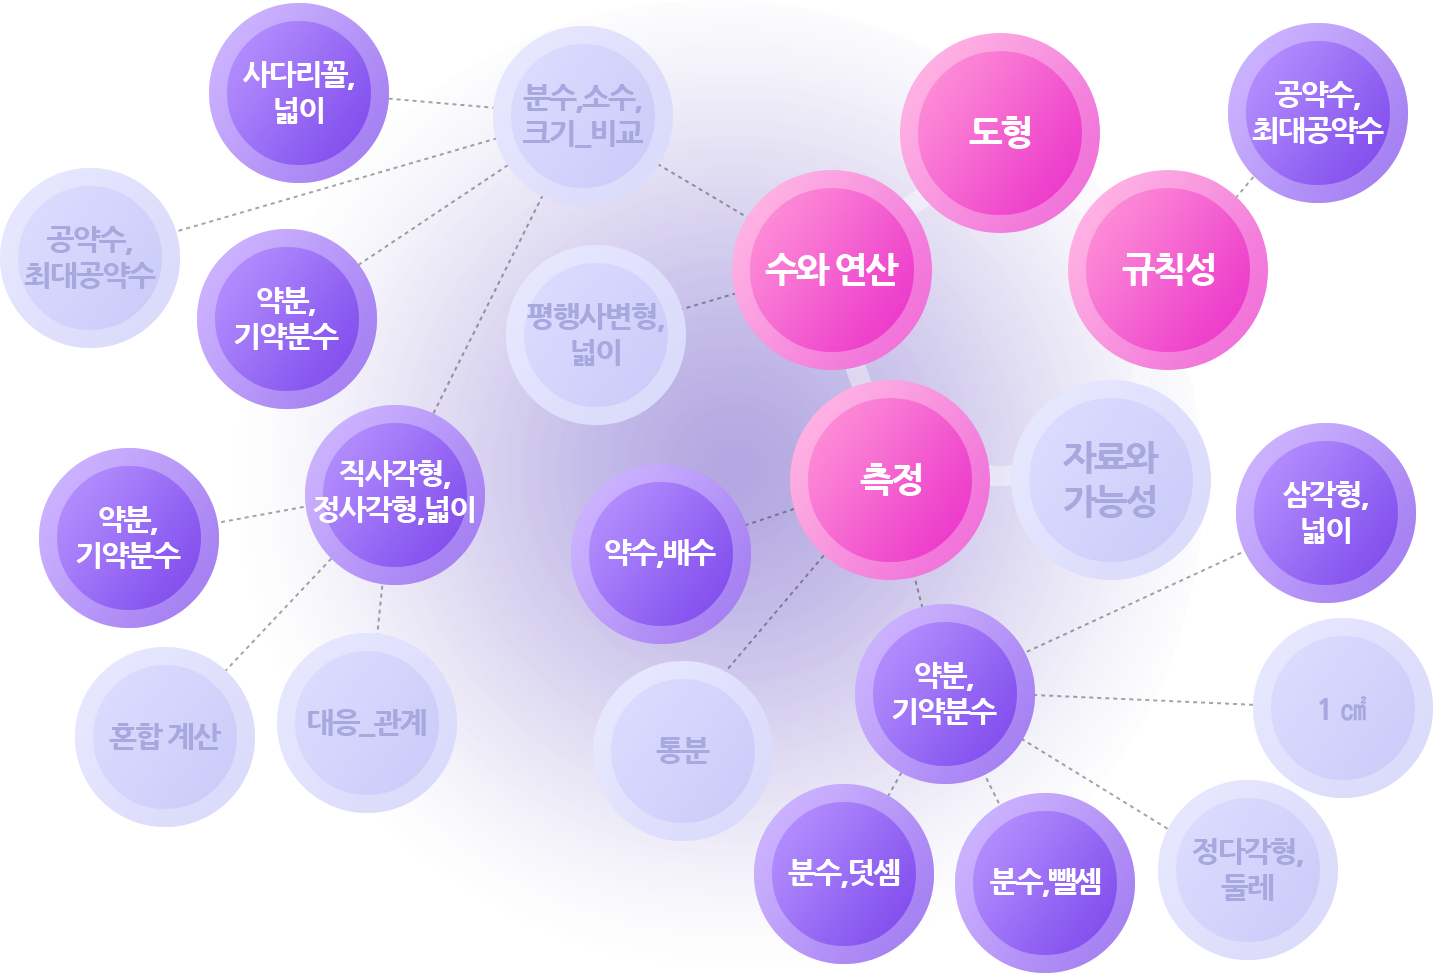 사다리꼴,
넓이
분수,소수,
크기_비교
도형
공약수,
최대공약수
공약수,
최대공약수
수와 연산
규칙성
약분,
기약분수
평행사변형,
넓이
직사각형,
정사각형,넓이
측정
자료와
가능성
삼각형,
넓이
약분,
기약분수
약수,배수
약분,
기약분수
1 ㎠
혼합 계산
대응_관계
통분
정다각형,
둘레
분수,덧셈
분수,뺄셈